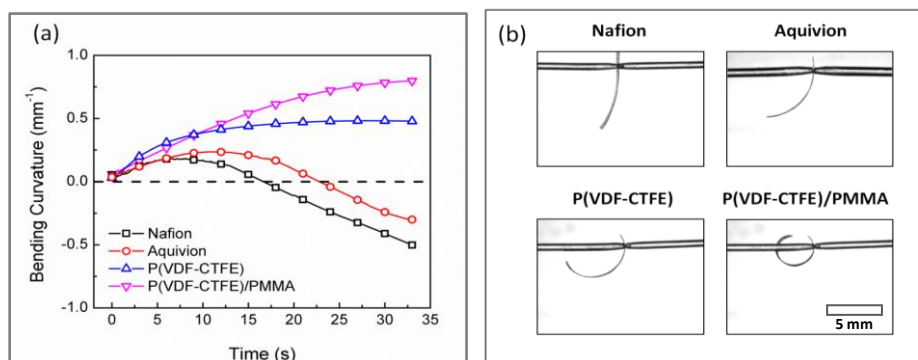 (a)
Bending Curvature (mm⁻¹)
1.0
0.5
0.0
-0.5
-1.0
Nafion
Aquivion
P(VDF-CTFE)
P(VDF-CTFE)/PMMA
0 5 10 15 20 25 30 35
Time (s)
(b)
Nafion Aquivion
P(VDF-CTFE) P(VDF-CTFE)/PMMA
5 mm